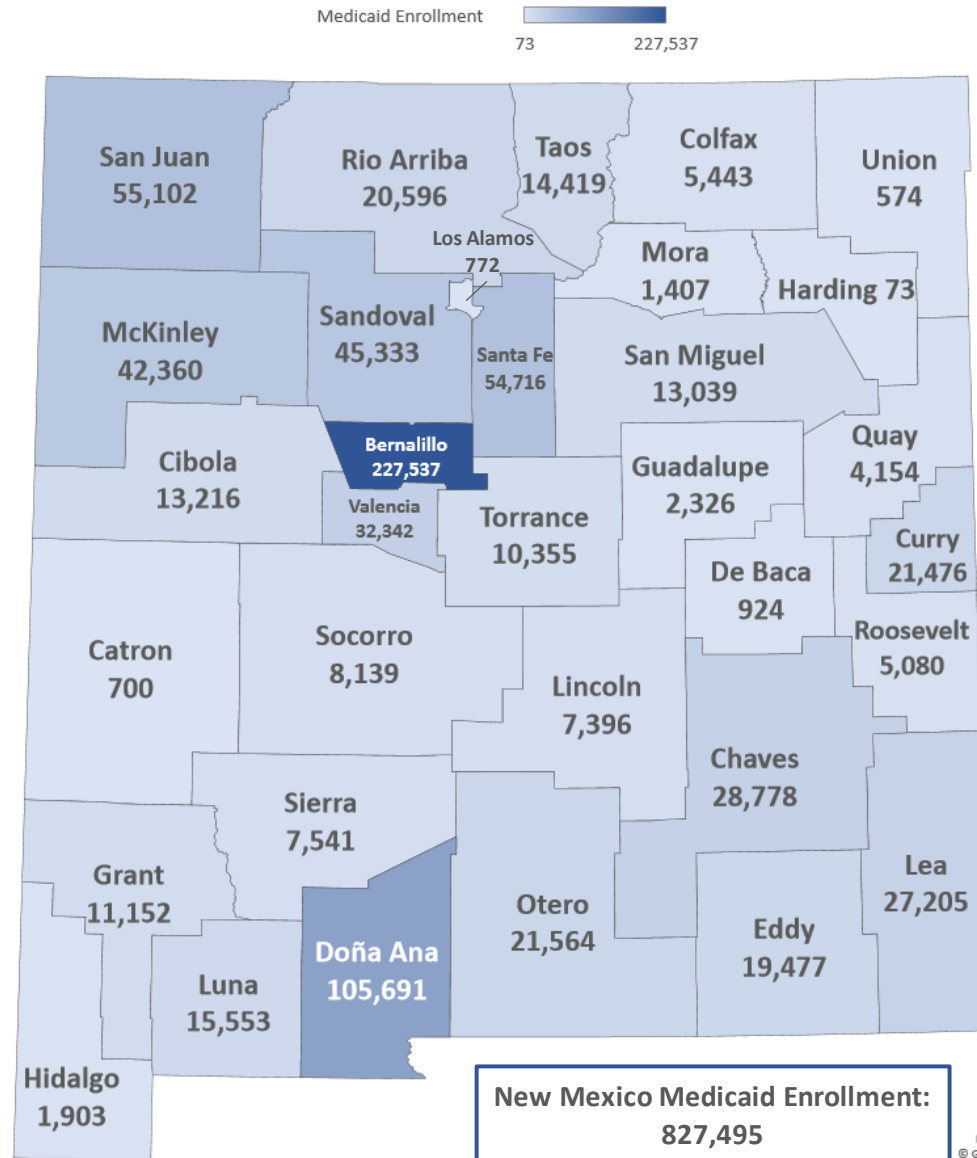 Medicaid Enrollment
73 227,537
San Juan
55,102
Rio Arriba
20,596
Taos
14,419
Colfax
5,443
Union
574
Los Alamos
772
Mora
1,407
Harding 73
McKinley
42,360
Sandoval
45,333
Santa Fe
54,716
San Miguel
13,039
Quay
4,154
Bernalillo
227,537
Cibola
13,216
Valencia
32,342
Torrance
10,355
Guadalupe
2,326
Curry
21,476
De Baca
924
Roosevelt
5,080
Catron
700
Socorro
8,139
Lincoln
7,396
Chaves
28,778
Sierra
7,541
Grant
11,152
Doña Ana
105,691
Otero
21,564
Eddy
19,477
Lea
27,205
Luna
15,553
Hidalgo
1,903
New Mexico Medicaid Enrollment:
827,495